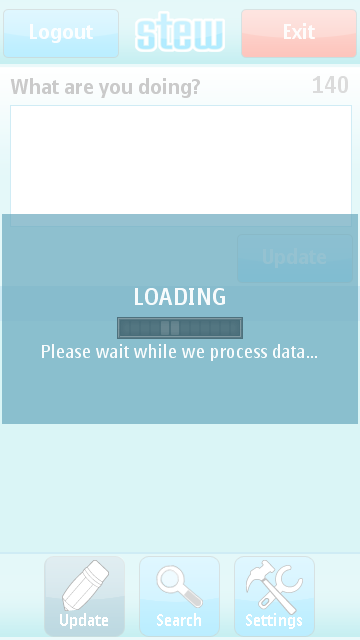 Logout
stew
Exit
What are you doing?
140
Update
LOADING
Please wait while we process data...
Update
Search
Settings